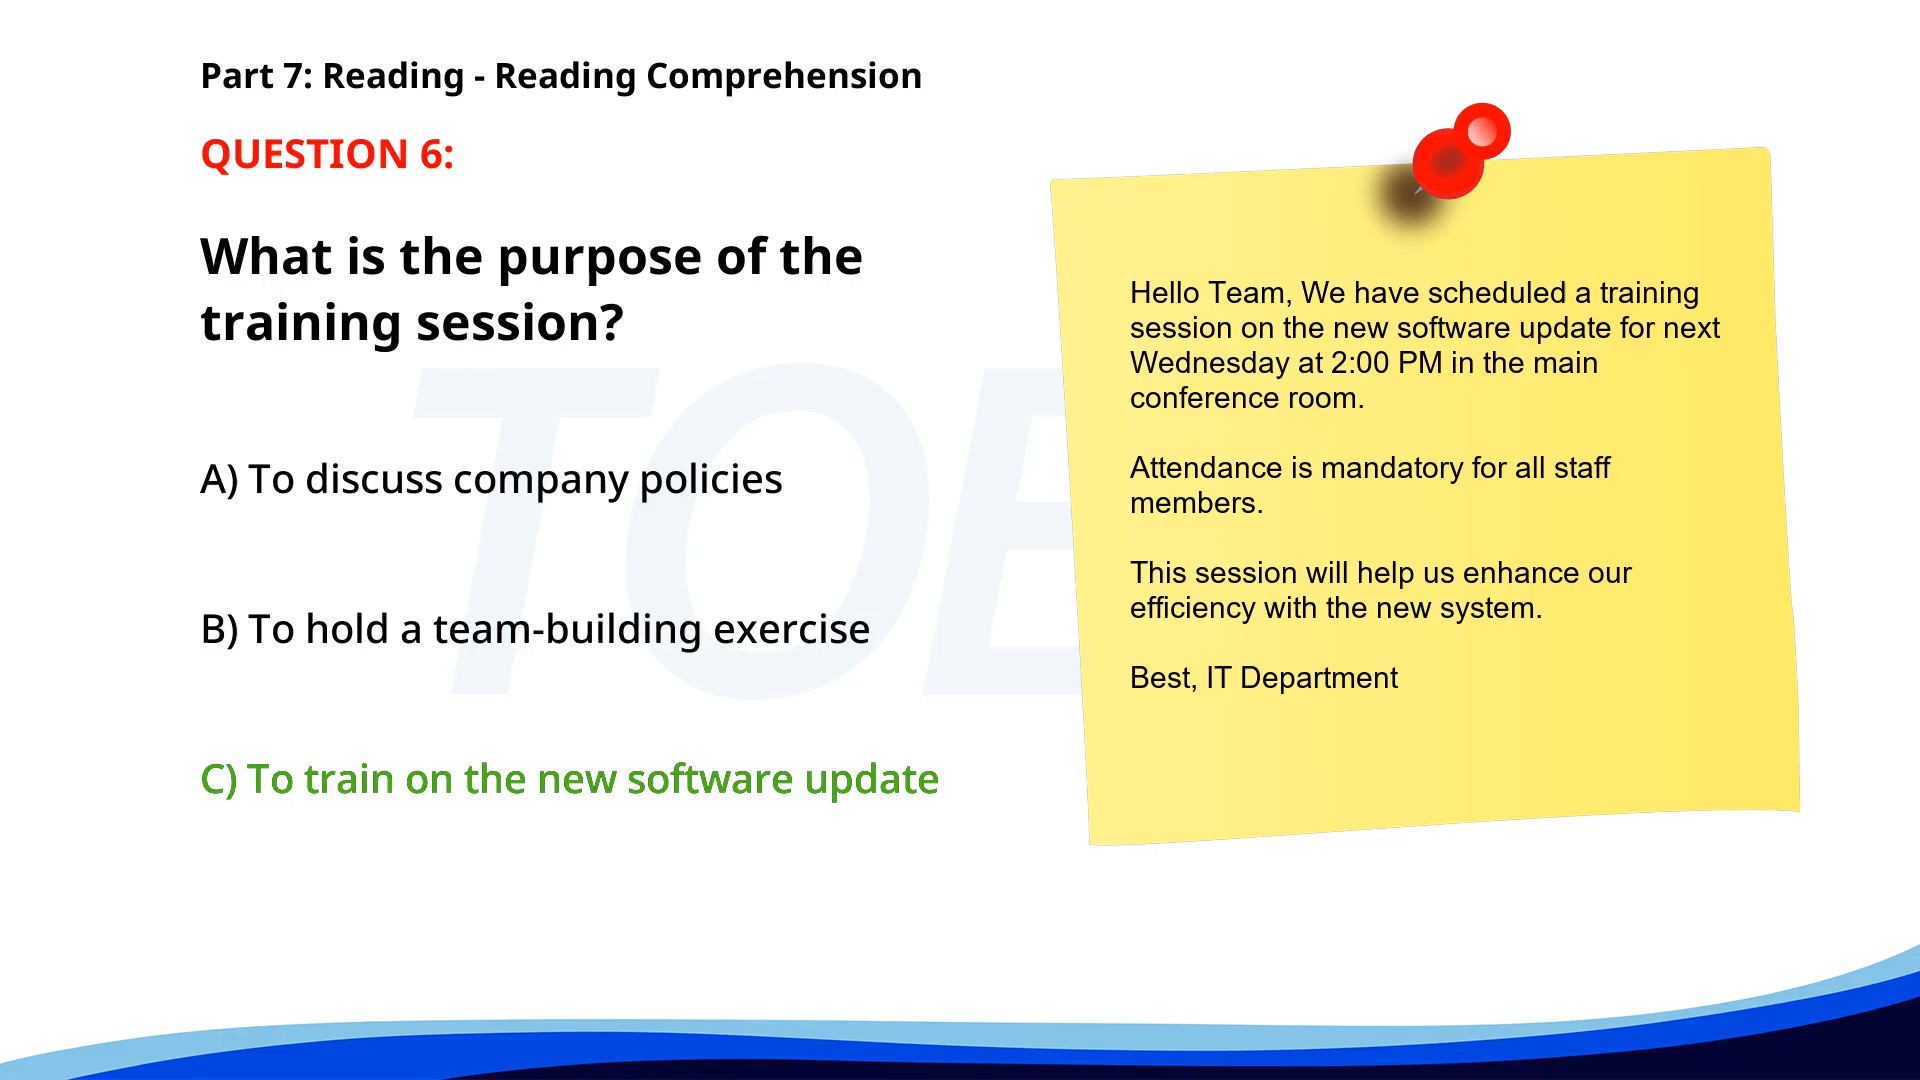 Part 7: Reading - Reading Comprehension
QUESTION 6:
What is the purpose of the
training session?
A) To discuss company policies
B) To hold a team-building exercise
C) To train on the new software update
Hello Team, We have scheduled a training
session on the new software update for next
Wednesday at 2:00 PM in the main
conference room.
Attendance is mandatory for all staff
members.
This session will help us enhance our
efficiency with the new system.
Best, IT Department